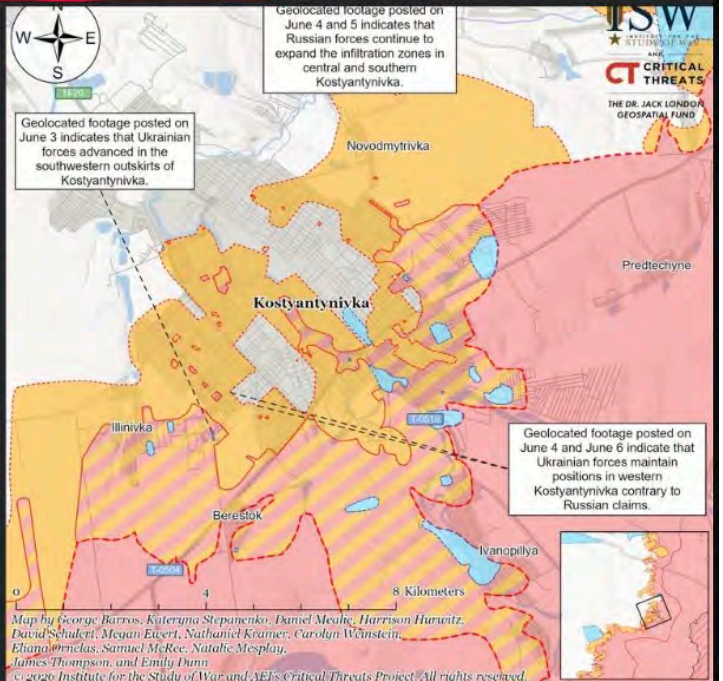 N
W
E
S
Geolocated footage posted on
June 4 and 5 indicates that
Russian forces continue to
expand the infiltration zones in
central and southern
Kostyantynivka.
ISW
INSTITUTE FOR THE
STUDY OF WAR
AND
CT CRITICAL
THREATS
THE DR. JACK LONDON
GEOSPATIAL FUND
H-20
Geolocated footage posted on
June 3 indicates that Ukrainian
forces advanced in the
southwestern outskirts of
Kostyantynivka.
Novodmytrivka
Predtechyne
Kostyantynivka
T-0516
Illinivka
Geolocated footage posted on
June 4 and June 6 indicate that
Ukrainian forces maintain
positions in western
Kostyantynivka contrary to
Russian claims.
Berestok
Ivanopillya
T-0504
0
4
8 Kilometers
Map by George Barros, Kateryna Stepanenko, Daniel Mealie, Harrison Hurwitz,
David Schulert, Megan Ewert, Nathaniel Kramer, Carolyn Weinstein,
Eliana Ornelas, Samuel McRee, Natalie Mesplay,
James Thompson, and Emily Dunn
© 2026 Institute for the Study of War and AEI's Critical Threats Project. All rights reserved.